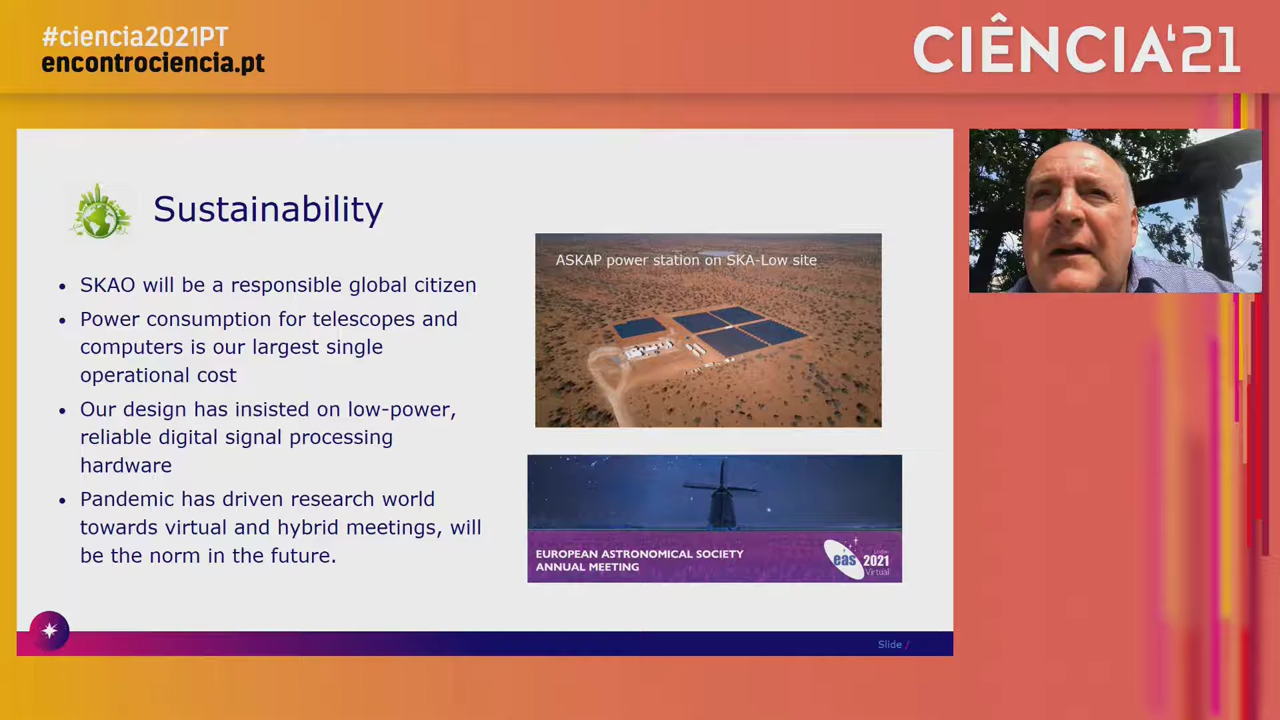 #ciencia2021PT
encontrociencia.pt
CIÊNCIA'21
Sustainability
• SKAO will be a responsible global citizen
• Power consumption for telescopes and
computers is our largest single
operational cost
• Our design has insisted on low-power,
reliable digital signal processing
hardware
• Pandemic has driven research world
towards virtual and hybrid meetings, will
be the norm in the future.
ASKAP power station on SKA-Low site
EUROPEAN ASTRONOMICAL SOCIETY
ANNUAL MEETING
eas
2021
Virtual
Slide /